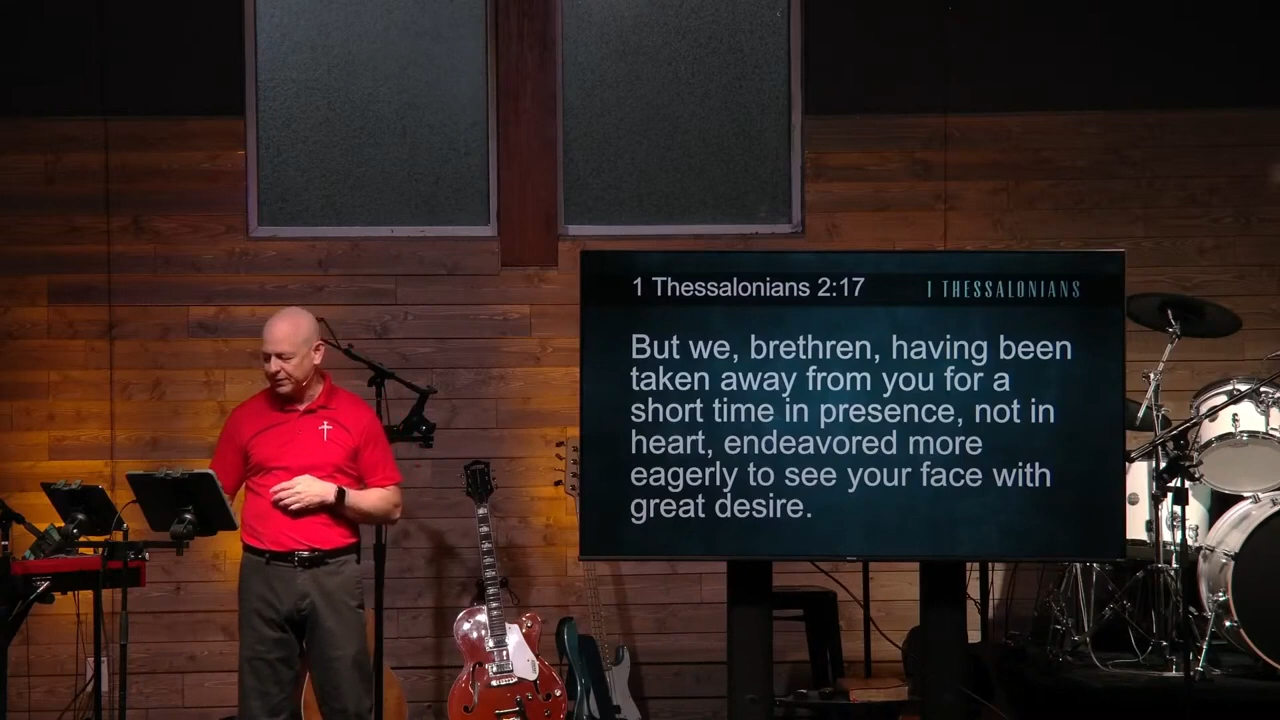 1 Thessalonians 2:17
1 THESSALONIANS
But we, brethren, having been
taken away from you for a
short time in presence, not in
heart, endeavored more
eagerly to see your face with
great desire.